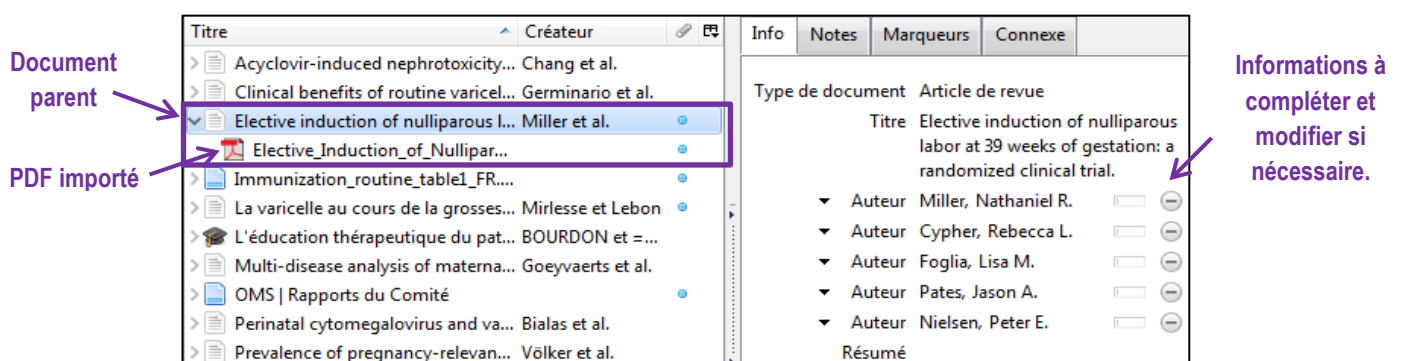 Document
parent
PDF importé
Titre Créateur
Acyclovir-induced nephrotoxicity... Chang et al.
Clinical benefits of routine varicel... Germinario et al.
Elective induction of nulliparous l... Miller et al.
Elective_Induction_of_Nullipar...
Immunization_routine_table1_FR....
La varicelle au cours de la grosses... Mirlesse et Lebon
L'éducation thérapeutique du pat... BOURDON et =...
Multi-disease analysis of materna... Goeyvaerts et al.
OMS | Rapports du Comité
Perinatal cytomegalovirus and va... Bialas et al.
Prevalence of pregnancy-relevan... Völker et al.
Info Notes Marqueurs Connexe
Type de document Article de revue
Titre Elective induction of nulliparous
labor at 39 weeks of gestation: a
randomized clinical trial.
Auteur Miller, Nathaniel R.
Auteur Cypher, Rebecca L.
Auteur Foglia, Lisa M.
Auteur Pates, Jason A.
Auteur Nielsen, Peter E.
Résumé
Informations à
compléter et
modifier si
nécessaire.